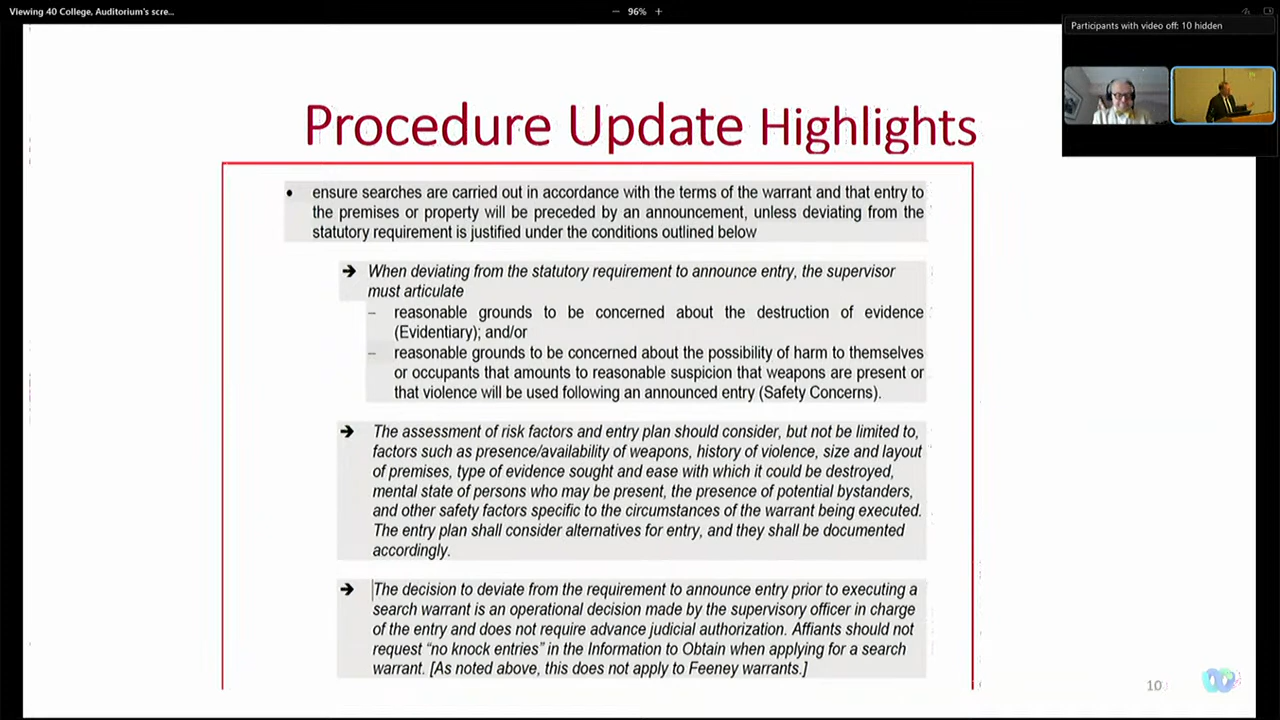 Viewing 40 College, Auditorium's scre...
96%
Participants with video off: 10 hidden
Procedure Update Highlights
• ensure searches are carried out in accordance with the terms of the warrant and that entry to
the premises or property will be preceded by an announcement, unless deviating from the
statutory requirement is justified under the conditions outlined below
➔ When deviating from the statutory requirement to announce entry, the supervisor
must articulate
– reasonable grounds to be concerned about the destruction of evidence
(Evidentiary); and/or
– reasonable grounds to be concerned about the possibility of harm to themselves
or occupants that amounts to reasonable suspicion that weapons are present or
that violence will be used following an announced entry (Safety Concerns).
➔ The assessment of risk factors and entry plan should consider, but not be limited to,
factors such as presence/availability of weapons, history of violence, size and layout
of premises, type of evidence sought and ease with which it could be destroyed,
mental state of persons who may be present, the presence of potential bystanders,
and other safety factors specific to the circumstances of the warrant being executed.
The entry plan shall consider alternatives for entry, and they shall be documented
accordingly.
➔ The decision to deviate from the requirement to announce entry prior to executing a
search warrant is an operational decision made by the supervisory officer in charge
of the entry and does not require advance judicial authorization. Affiants should not
request “no knock entries” in the Information to Obtain when applying for a search
warrant. [As noted above, this does not apply to Feeney warrants.]
10